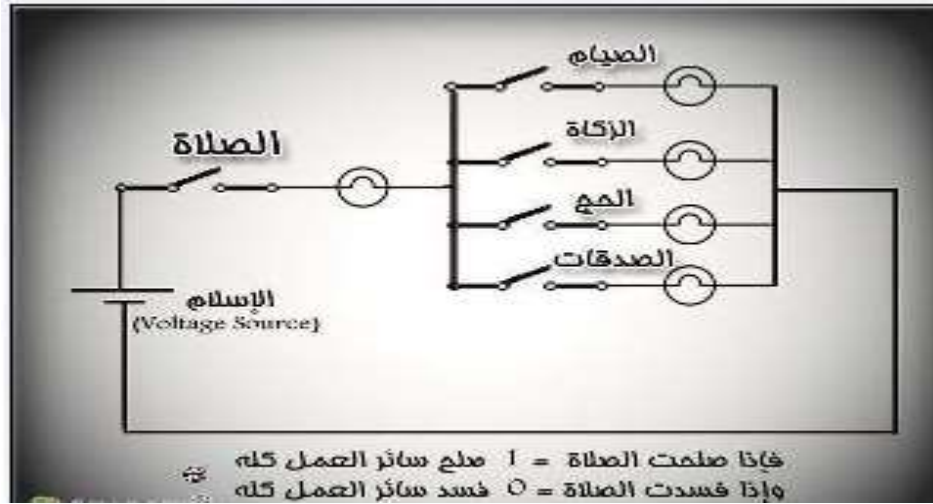 الصيام
الزكاة
الصلاة
الحج
الصدقات
الإسلام
(Voltage Source)
فإذا صلحت الصلاة = 1 صلح سائر العمل كله
وإذا فسدت الصلاة = 0 فسد سائر العمل كله